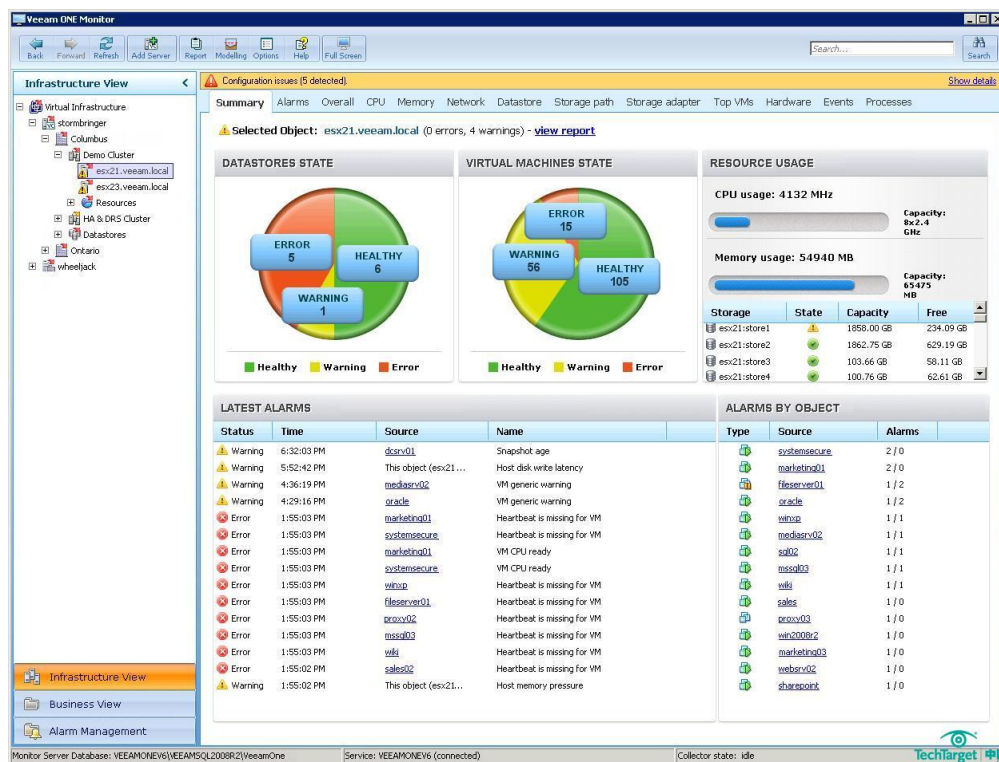 Veeam ONE Monitor
Back Forward Refresh Add Server Report Modelling Options Help Full Screen Search... Search
Infrastructure View <
Configuration issues (5 detected). Show details
Summary Alarms Overall CPU Memory Network Datastore Storage path Storage adapter Top VMs Hardware Events Processes
Virtual Infrastructure
stormbringer
Columbus
Demo Cluster
esx21.veeam.local
esx23.veeam.local
Resources
HA & DRS Cluster
Datastores
Ontario
wheeljack
Selected Object: esx21.veeam.local (0 errors, 4 warnings) - view report
DATASTORES STATE
ERROR
5
HEALTHY
6
WARNING
1
Healthy Warning Error
VIRTUAL MACHINES STATE
ERROR
15
WARNING
56
HEALTHY
105
Healthy Warning Error
RESOURCE USAGE
CPU usage: 4132 MHz
Capacity:
8x2.4
GHz
Memory usage: 54940 MB
Capacity:
65475
MB
Storage State Capacity Free
esx21:store1 1858.00 GB 234.09 GB
esx21:store2 1862.75 GB 629.19 GB
esx21:store3 103.66 GB 58.11 GB
esx21:store4 100.76 GB 62.61 GB
LATEST ALARMS
Status Time Source Name
Warning 6:32:03 PM dcsrv01 Snapshot age
Warning 5:52:42 PM This object (esx21... Host disk write latency
Warning 4:36:19 PM mediasrv02 VM generic warning
Warning 4:29:16 PM oracle VM generic warning
Error 1:55:03 PM marketing01 Heartbeat is missing for VM
Error 1:55:03 PM systemsecure Heartbeat is missing for VM
Error 1:55:03 PM marketing01 VM CPU ready
Error 1:55:03 PM systemsecure VM CPU ready
Error 1:55:03 PM winxp Heartbeat is missing for VM
Error 1:55:03 PM fileserver01 Heartbeat is missing for VM
Error 1:55:03 PM proxy02 Heartbeat is missing for VM
Error 1:55:03 PM mssql03 Heartbeat is missing for VM
Error 1:55:03 PM wiki Heartbeat is missing for VM
Error 1:55:02 PM sales02 Heartbeat is missing for VM
Warning 1:55:02 PM This object (esx21... Host memory pressure
ALARMS BY OBJECT
Type Source Alarms
systemsecure 2 / 0
marketing01 2 / 0
fileserver01 1 / 2
oracle 1 / 2
winxp 1 / 1
mediasrv02 1 / 1
sql02 1 / 1
mssql03 1 / 1
wiki 1 / 1
sales 1 / 0
proxy03 1 / 0
win2008r2 1 / 0
marketing03 1 / 0
websrv02 1 / 0
sharepoint 1 / 0
Infrastructure View
Business View
Alarm Management
Monitor Server Database: VEEAMONEV6\VEEAMSQL2008R2\VeeamOne Service: VEEAMONEV6 (connected) Collector state: idle
TechTarget 中